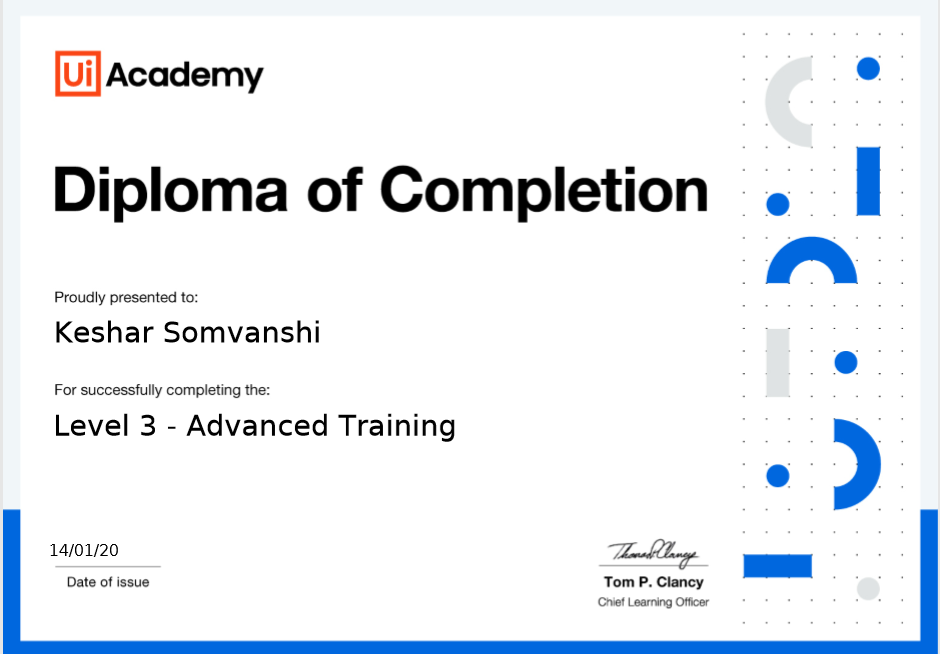 Ui Academy
Diploma of Completion
Proudly presented to:
Keshar Somvanshi
For successfully completing the:
Level 3 - Advanced Training
14/01/20
Date of issue
Thomas P. Clancy
Tom P. Clancy
Chief Learning Officer